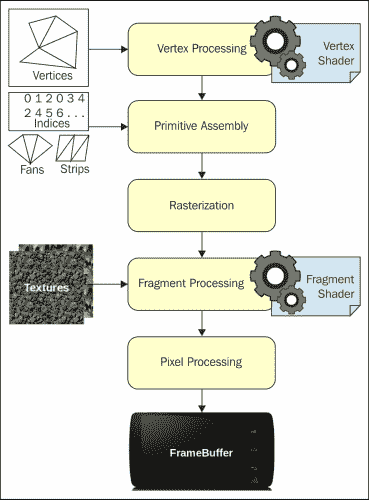 Vertices
Vertex Processing
Vertex
Shader
0 1 2 0 3 4
2 4 5 6 . . .
Indices
Primitive Assembly
Fans
Strips
Rasterization
Textures
Fragment Processing
Fragment
Shader
Pixel Processing
FrameBuffer